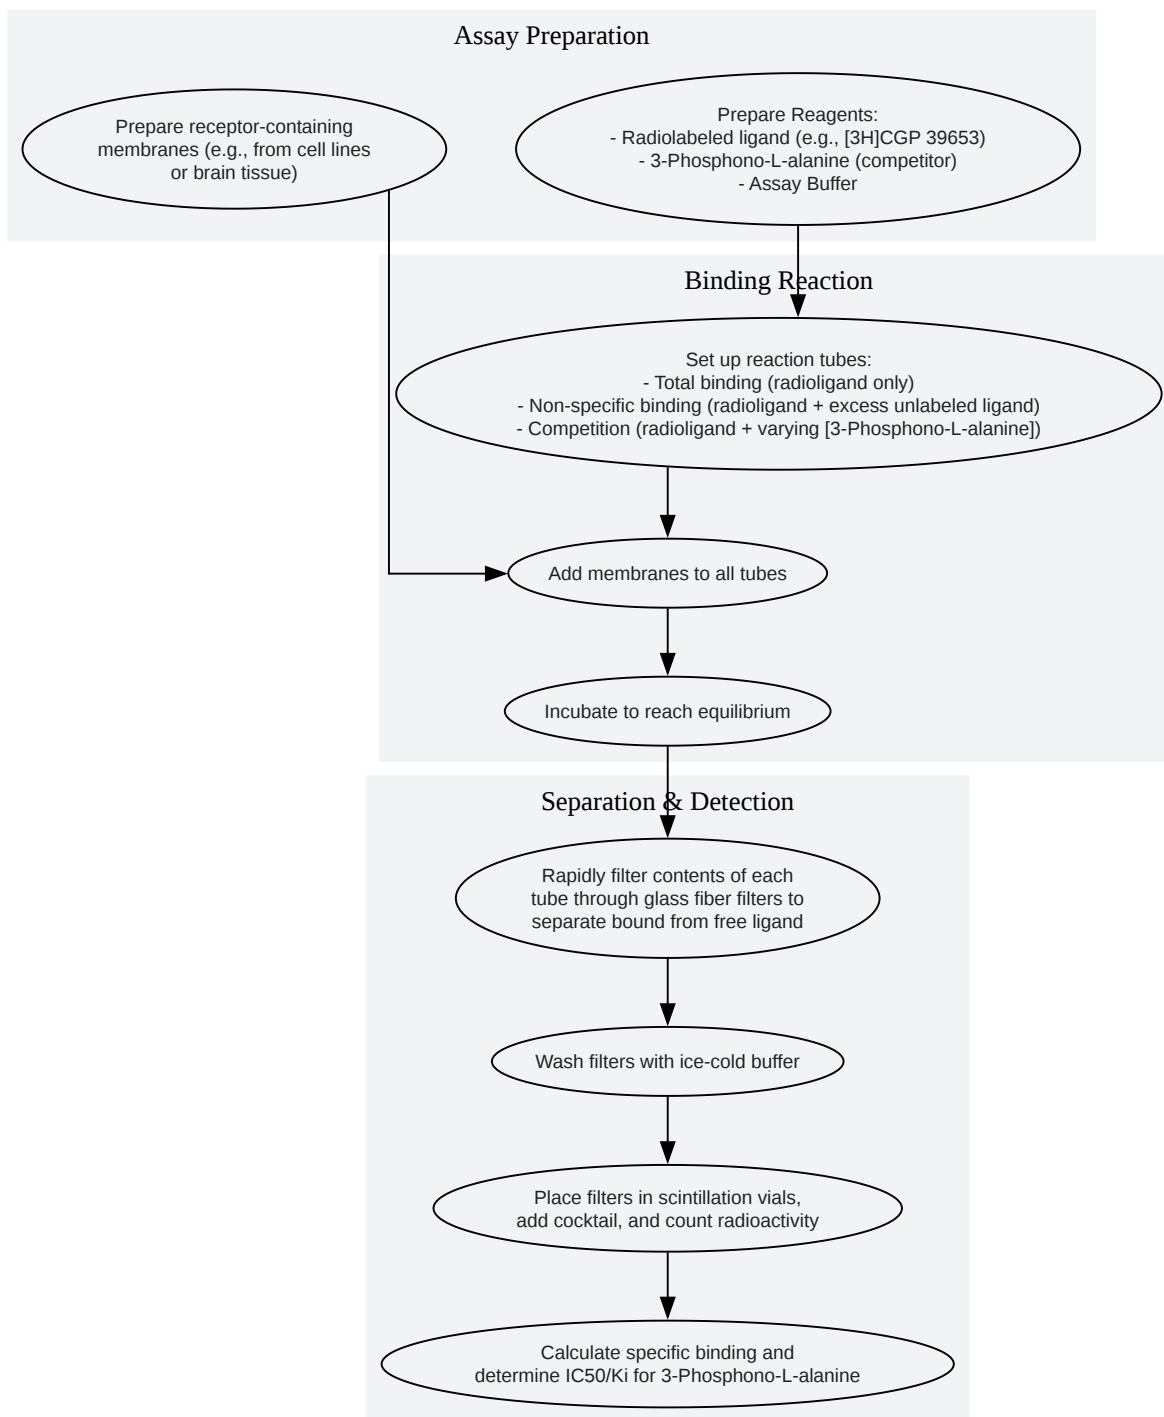 Assay Preparation
Prepare receptor-containing
membranes (e.g., from cell lines
or brain tissue)
Prepare Reagents:
- Radiolabeled ligand (e.g., [3H]CGP 39653)
- 3-Phosphono-L-alanine (competitor)
- Assay Buffer
Binding Reaction
Set up reaction tubes:
- Total binding (radioligand only)
- Non-specific binding (radioligand + excess unlabeled ligand)
- Competition (radioligand + varying [3-Phosphono-L-alanine])
Add membranes to all tubes
Incubate to reach equilibrium
Separation & Detection
Rapidly filter contents of each
tube through glass fiber filters to
separate bound from free ligand
Wash filters with ice-cold buffer
Place filters in scintillation vials,
add cocktail, and count radioactivity
Calculate specific binding and
determine IC50/Ki for 3-Phosphono-L-alanine